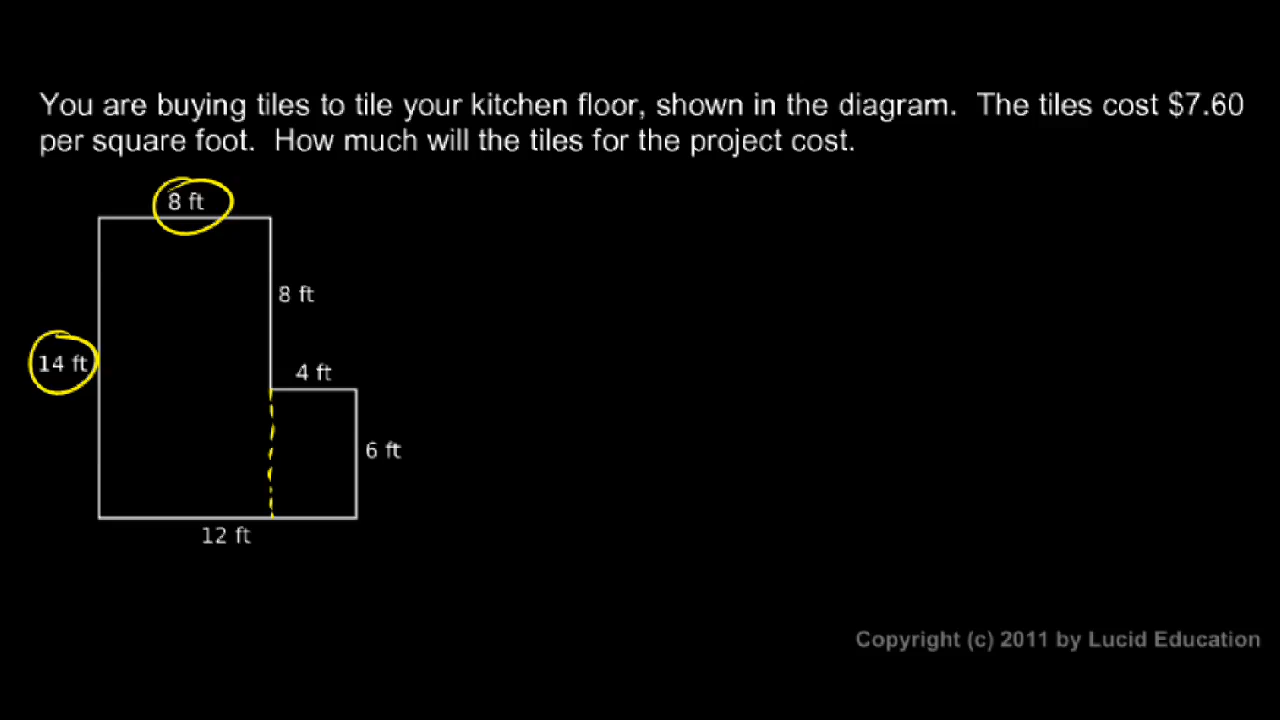 You are buying tiles to tile your kitchen floor, shown in the diagram.  The tiles cost $7.60
per square foot.  How much will the tiles for the project cost.
8 ft
8 ft
14 ft
4 ft
6 ft
12 ft
Copyright (c) 2011 by Lucid Education